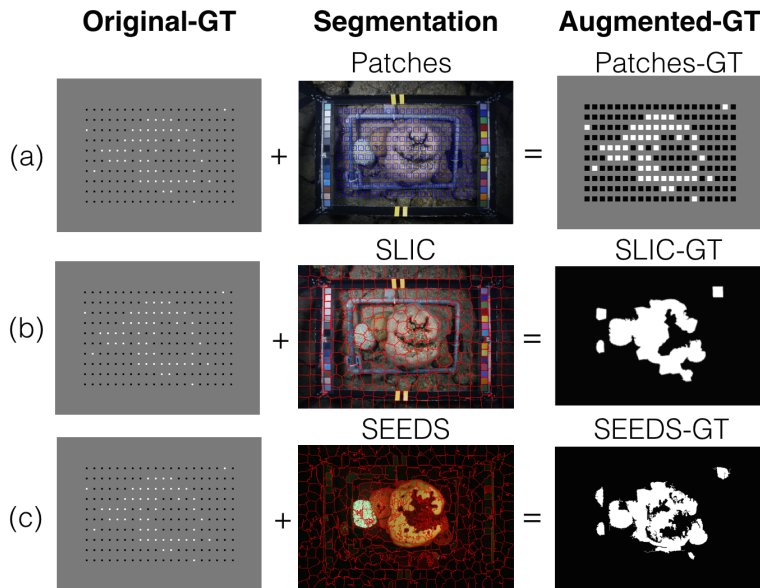 Original-GT Segmentation Augmented-GT
Patches Patches-GT
(a) + =
SLIC SLIC-GT
(b) + =
SEEDS SEEDS-GT
(c) + =